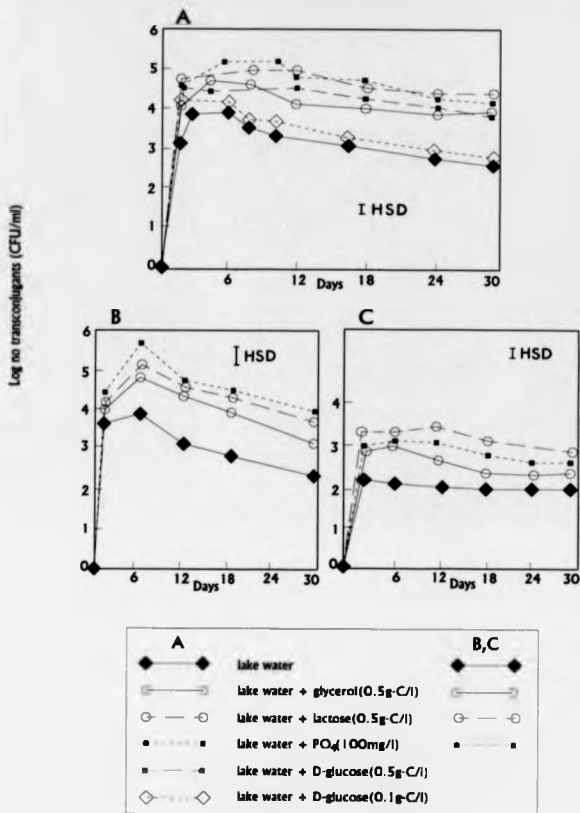 A
Log no transconjugants (CFU/ml)
6
5
4
3
2
1
0
HSD
6 12 18 24 30
Days
B
6
5
4
3
2
1
0
HSD
6 12 18 24 30
Days
C
4
3
2
1
0
HSD
6 12 18 24 30
Days
A B,C
lake water
lake water + glycerol(0.5g-C/l)
lake water + lactose(0.5g-C/l)
lake water + PO₄(100mg/l)
lake water + D-glucose(0.5g-C/l)
lake water + D-glucose(0.1g-C/l)